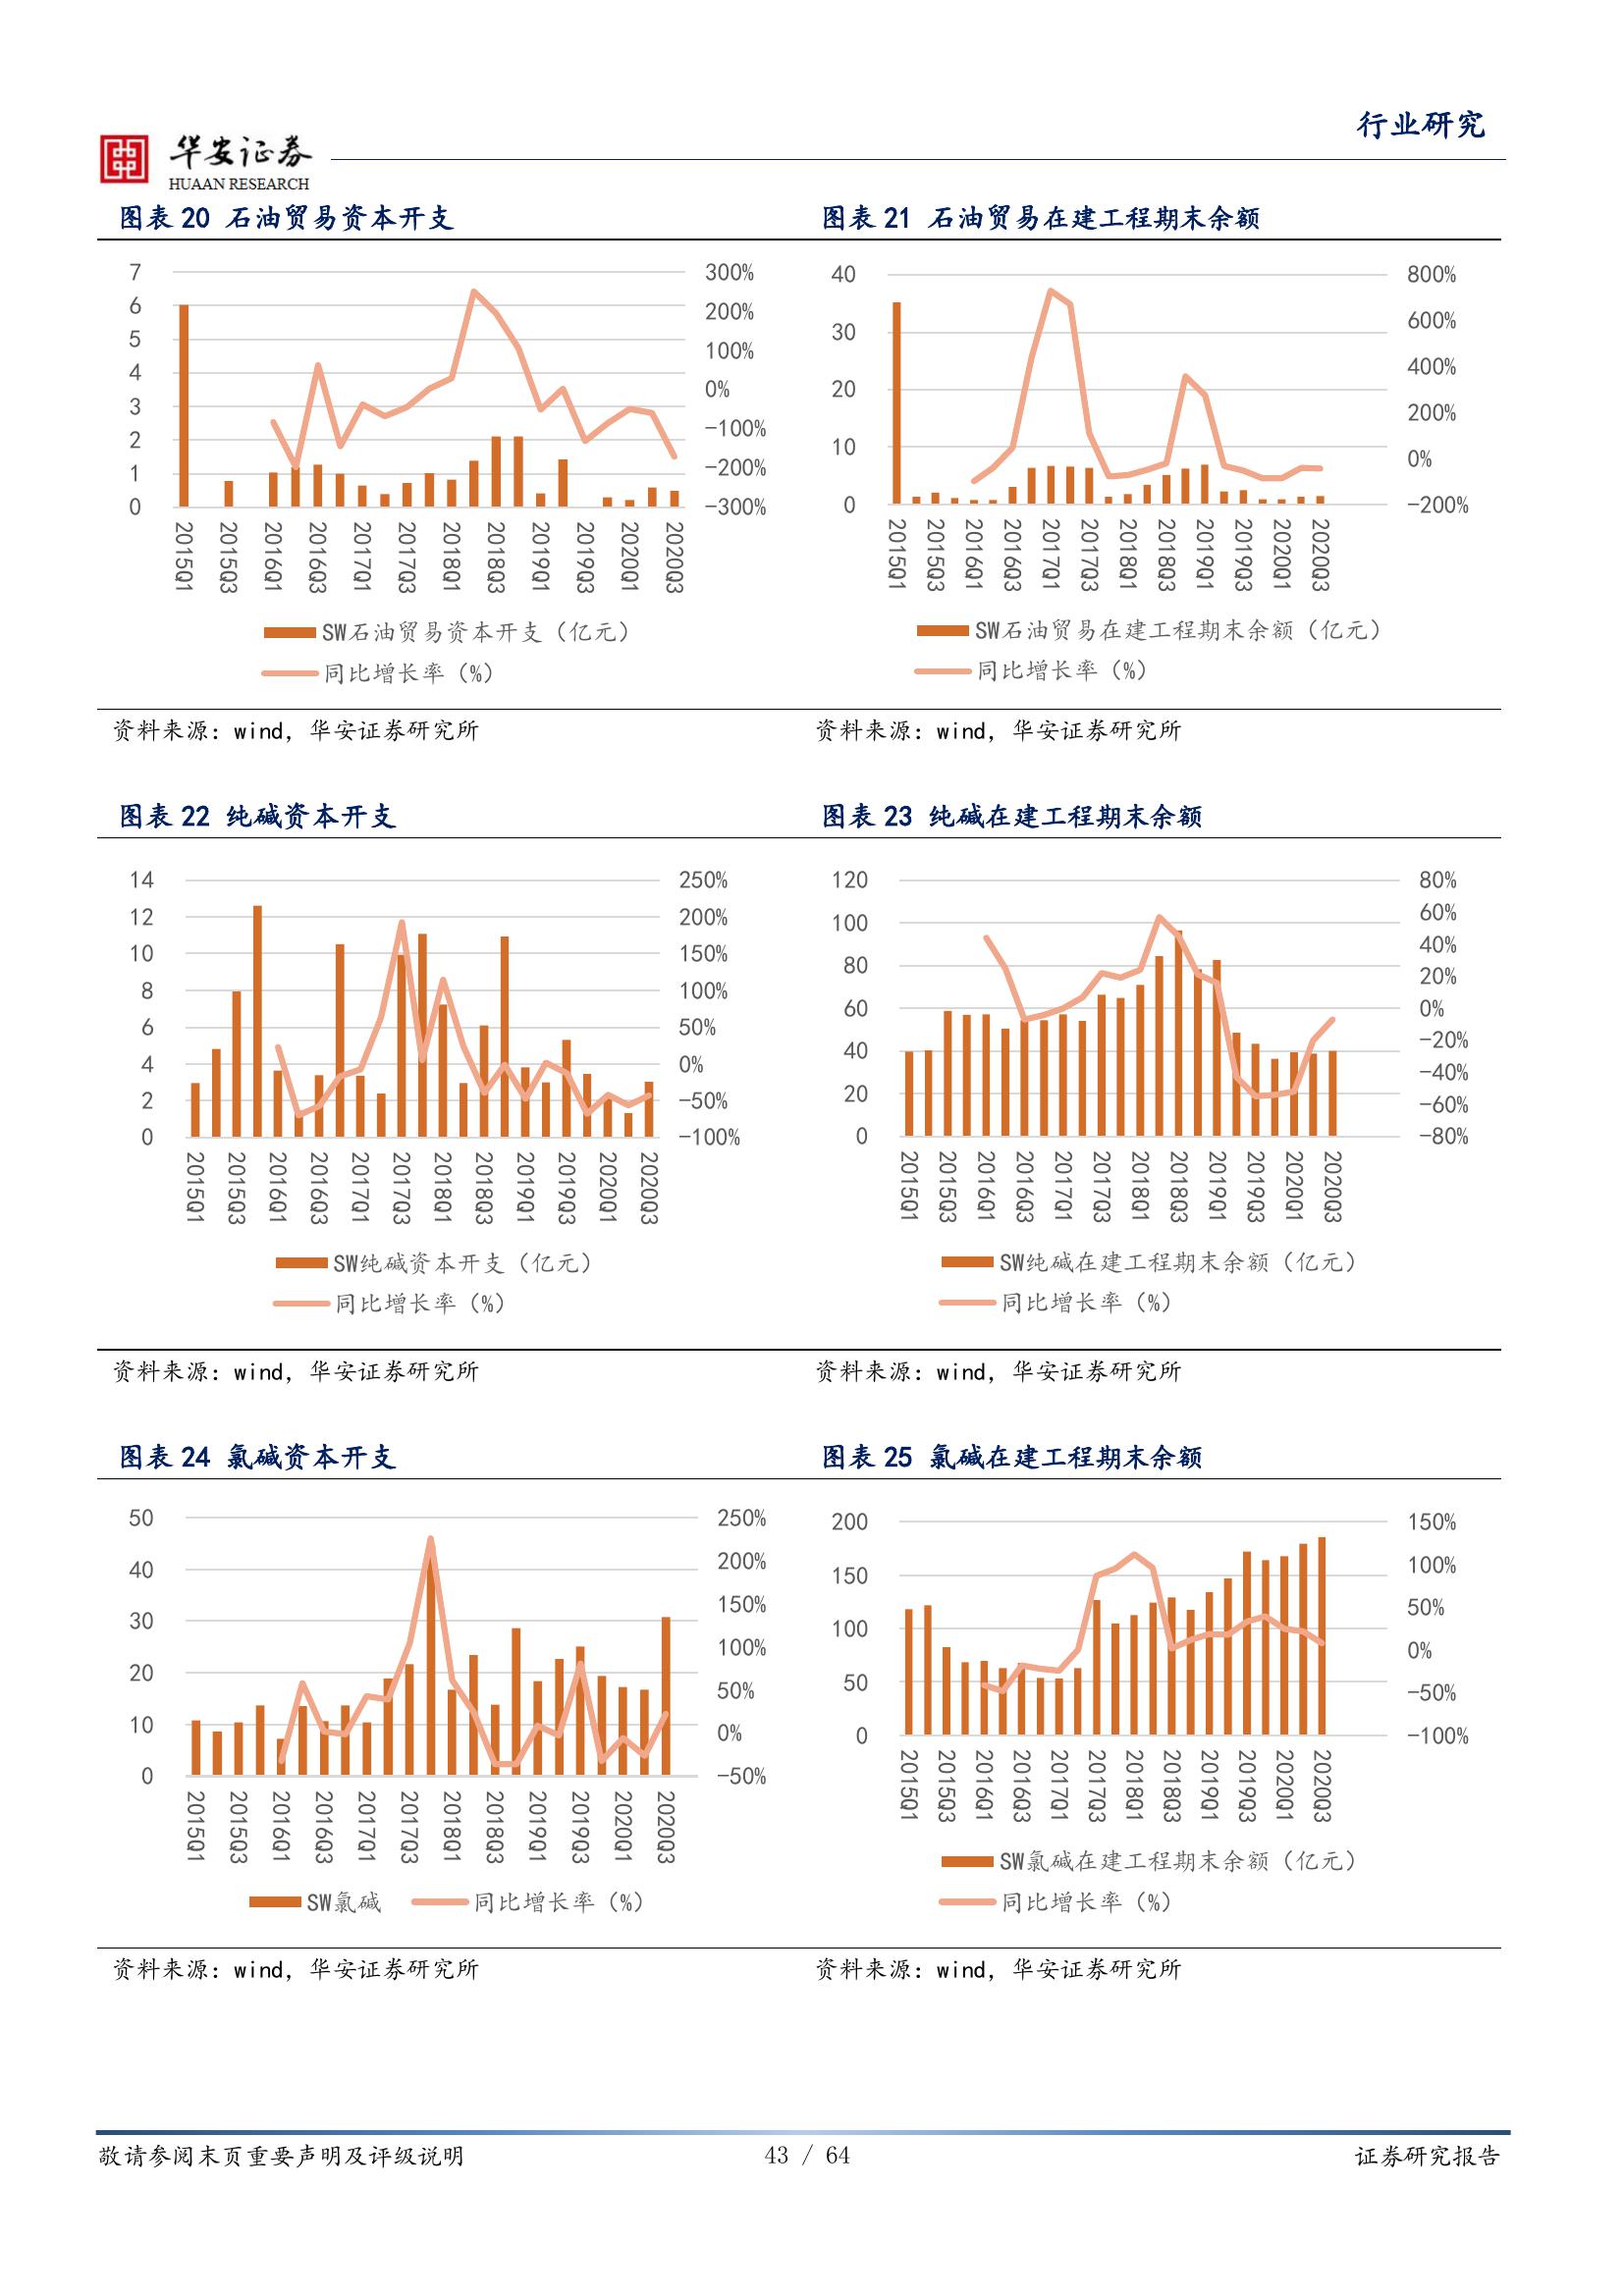 行业研究
华安证券
HUAAN RESEARCH
图表 20 石油贸易资本开支
7
6
5
4
3
2
1
0
300%
200%
100%
0%
-100%
-200%
-300%
2015Q1
2015Q3
2016Q1
2016Q3
2017Q1
2017Q3
2018Q1
2018Q3
2019Q1
2019Q3
2020Q1
2020Q3
SW石油贸易资本开支（亿元）
同比增长率（%）
资料来源：wind，华安证券研究所
图表 21 石油贸易在建工程期末余额
40
30
20
10
0
800%
600%
400%
200%
0%
-200%
2015Q1
2015Q3
2016Q1
2016Q3
2017Q1
2017Q3
2018Q1
2018Q3
2019Q1
2019Q3
2020Q1
2020Q3
SW石油贸易在建工程期末余额（亿元）
同比增长率（%）
资料来源：wind，华安证券研究所
图表 22 纯碱资本开支
14
12
10
8
6
4
2
0
250%
200%
150%
100%
50%
0%
-50%
-100%
2015Q1
2015Q3
2016Q1
2016Q3
2017Q1
2017Q3
2018Q1
2018Q3
2019Q1
2019Q3
2020Q1
2020Q3
SW纯碱资本开支（亿元）
同比增长率（%）
资料来源：wind，华安证券研究所
图表 23 纯碱在建工程期末余额
120
100
80
60
40
20
0
80%
60%
40%
20%
0%
-20%
-40%
-60%
-80%
2015Q1
2015Q3
2016Q1
2016Q3
2017Q1
2017Q3
2018Q1
2018Q3
2019Q1
2019Q3
2020Q1
2020Q3
SW纯碱在建工程期末余额（亿元）
同比增长率（%）
资料来源：wind，华安证券研究所
图表 24 氯碱资本开支
50
40
30
20
10
0
250%
200%
150%
100%
50%
0%
-50%
2015Q1
2015Q3
2016Q1
2016Q3
2017Q1
2017Q3
2018Q1
2018Q3
2019Q1
2019Q3
2020Q1
2020Q3
SW氯碱 同比增长率（%）
资料来源：wind，华安证券研究所
图表 25 氯碱在建工程期末余额
200
150
100
50
0
150%
100%
50%
0%
-50%
-100%
2015Q1
2015Q3
2016Q1
2016Q3
2017Q1
2017Q3
2018Q1
2018Q3
2019Q1
2019Q3
2020Q1
2020Q3
SW氯碱在建工程期末余额（亿元）
同比增长率（%）
资料来源：wind，华安证券研究所
敬请参阅末页重要声明及评级说明 43 / 64 证券研究报告